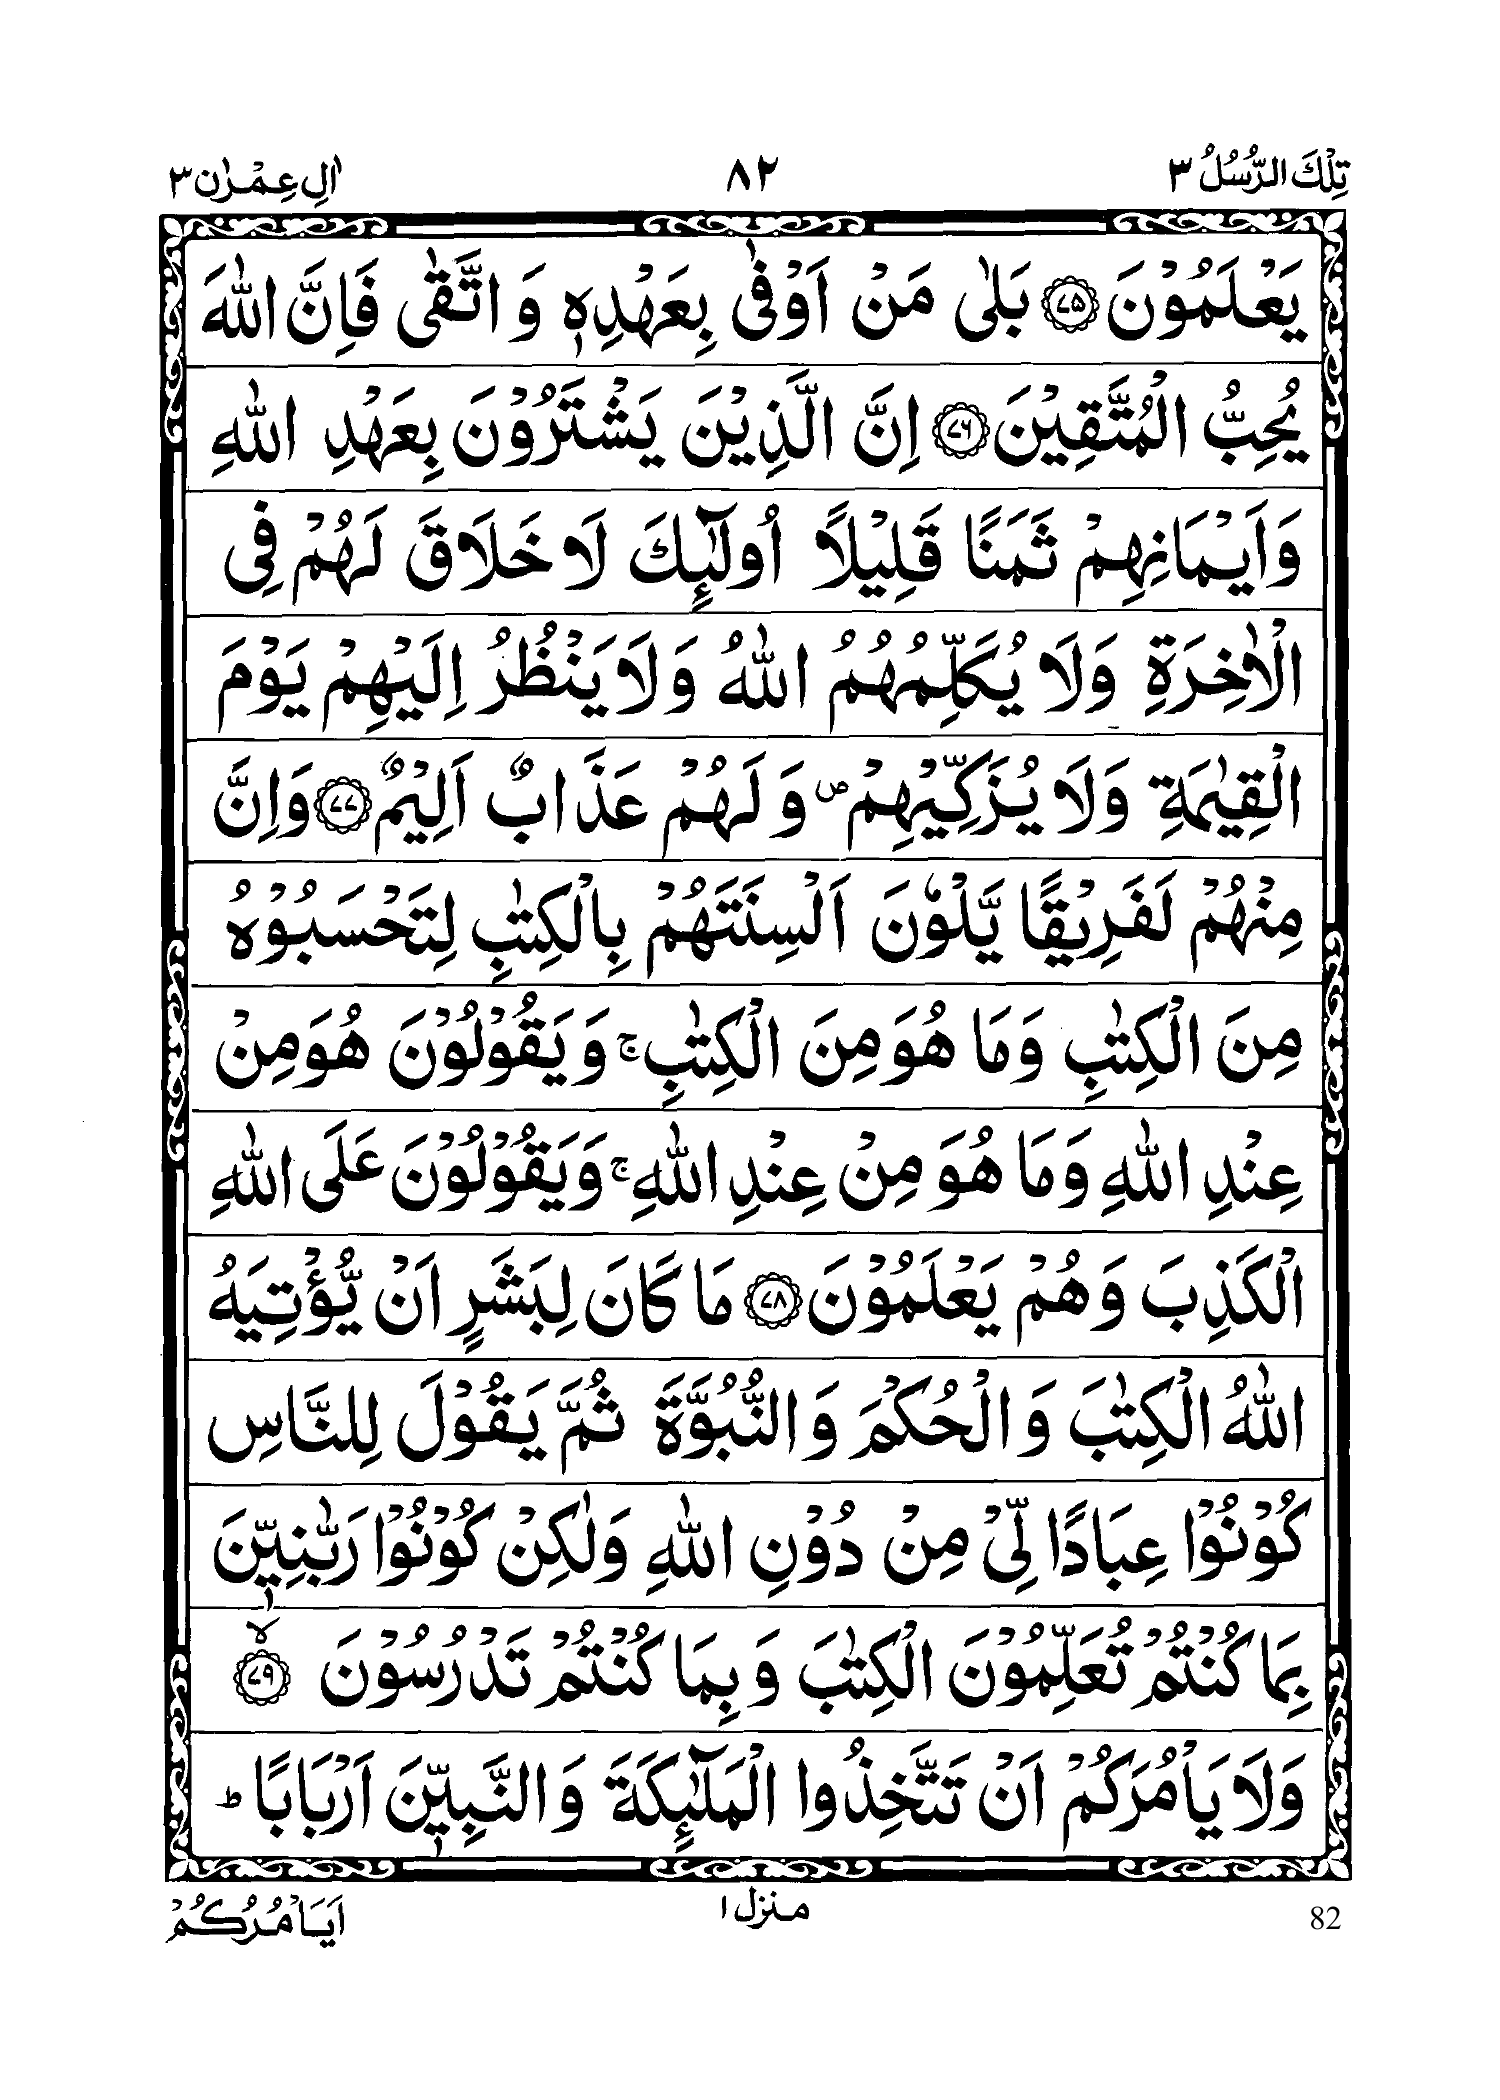 تِلْكَ الرُّسُلُ ٣
٨٢
اٰلِ عِمْرٰن ٣
يَعْلَمُوْنَ ۝٧٥ بَلٰى مَنْ اَوْفٰى بِعَهْدِهٖ وَ اتَّقٰى فَاِنَّ اللّٰهَ
يُحِبُّ الْمُتَّقِيْنَ ۝٧٦ اِنَّ الَّذِيْنَ يَشْتَرُوْنَ بِعَهْدِ اللّٰهِ
وَاَيْمَانِهِمْ ثَمَنًا قَلِيْلًا اُولٰٓئِكَ لَا خَلَاقَ لَهُمْ فِى
الْاٰخِرَةِ وَلَا يُكَلِّمُهُمُ اللّٰهُ وَلَا يَنْظُرُ اِلَيْهِمْ يَوْمَ
الْقِيٰمَةِ وَلَا يُزَكِّيْهِمْ ۪ وَ لَهُمْ عَذَابٌ اَلِيْمٌ ۝٧٧ وَاِنَّ
مِنْهُمْ لَفَرِيْقًا يَّلْوٗنَ اَلْسِنَتَهُمْ بِالْكِتٰبِ لِتَحْسَبُوْهُ
مِنَ الْكِتٰبِ وَمَا هُوَ مِنَ الْكِتٰبِ ۚ وَيَقُوْلُوْنَ هُوَ مِنْ
عِنْدِ اللّٰهِ وَمَا هُوَ مِنْ عِنْدِ اللّٰهِ ۚ وَيَقُوْلُوْنَ عَلَى اللّٰهِ
الْكَذِبَ وَهُمْ يَعْلَمُوْنَ ۝٧٨ مَا كَانَ لِبَشَرٍ اَنْ يُّؤْتِيَهُ
اللّٰهُ الْكِتٰبَ وَ الْحُكْمَ وَ النُّبُوَّةَ ثُمَّ يَقُوْلَ لِلنَّاسِ
كُوْنُوْا عِبَادًا لِّىْ مِنْ دُوْنِ اللّٰهِ وَلٰكِنْ كُوْنُوْا رَبّٰنِيّٖنَ
بِمَا كُنْتُمْ تُعَلِّمُوْنَ الْكِتٰبَ وَ بِمَا كُنْتُمْ تَدْرُسُوْنَ ۙ۝٧٩
وَلَا يَاْمُرَكُمْ اَنْ تَتَّخِذُوا الْمَلٰٓئِكَةَ وَ النَّبِيّٖنَ اَرْبَابًا ؕ
82
منزل ١
اَيَاْمُرُكُمْ